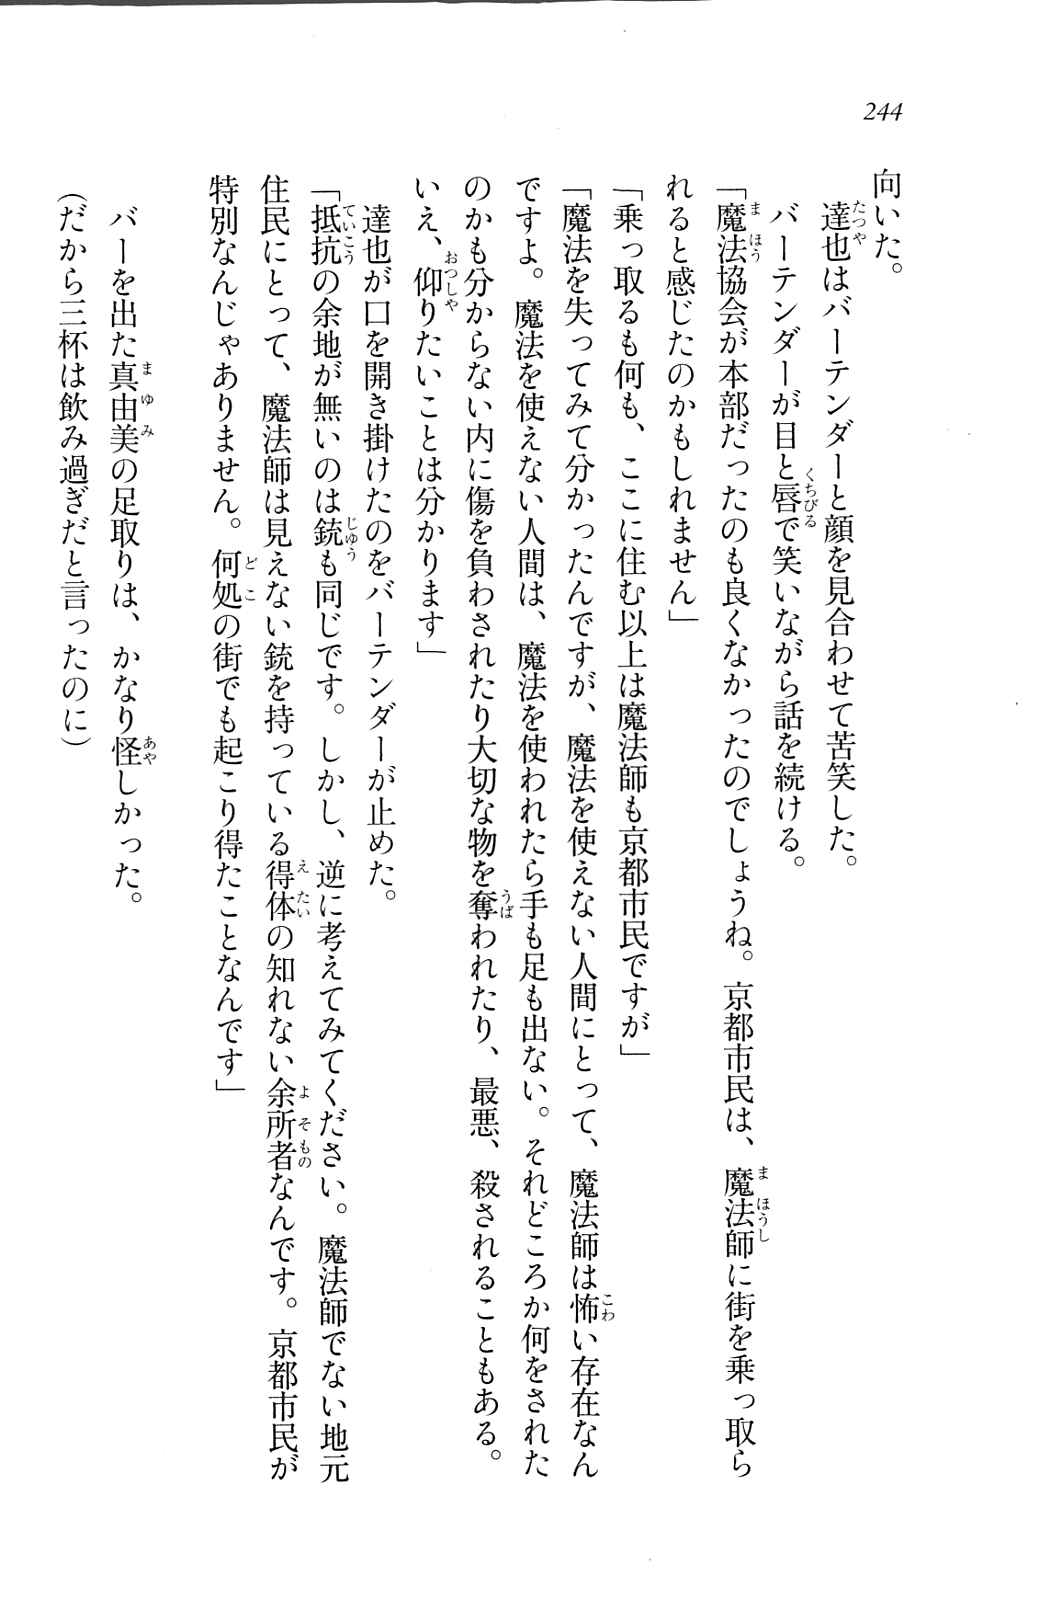 244
向いた。
達也はバーテンダーと顔を見合わせて苦笑した。
バーテンダーが目と唇で笑いながら話を続ける。
「魔法協会が本部だったのも良くなかったのでしょうね。京都市民は、魔法師に街を乗っ取ら
れると感じたのかもしれません」
「乗っ取るも何も、ここに住む以上は魔法師も京都市民ですが」
「魔法を失ってみて分かったんですが、魔法を使えない人間にとって、魔法師は怖い存在なん
ですよ。魔法を使えない人間は、魔法を使われたら手も足も出ない。それどころか何をされた
のかも分からない内に傷を負わされたり大切な物を奪われたり、最悪、殺されることもある。
いえ、仰りたいことは分かります」
達也が口を開き掛けたのをバーテンダーが止めた。
「抵抗の余地が無いのは銃も同じです。しかし、逆に考えてみてください。魔法師でない地元
住民にとって、魔法師は見えない銃を持っている得体の知れない余所者なんです。京都市民が
特別なんじゃありません。何処の街でも起こり得たことなんです」
バーを出た真由美の足取りは、かなり怪しかった。
（だから三杯は飲み過ぎだと言ったのに）